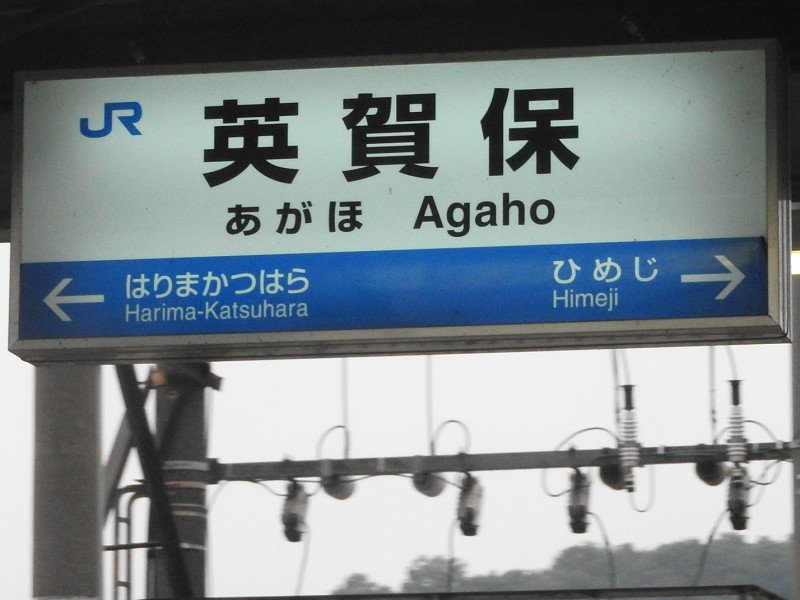 JR 英賀保
あがほ Agaho
← はりまかつはら ひめじ →
Harima-Katsuhara Himeji